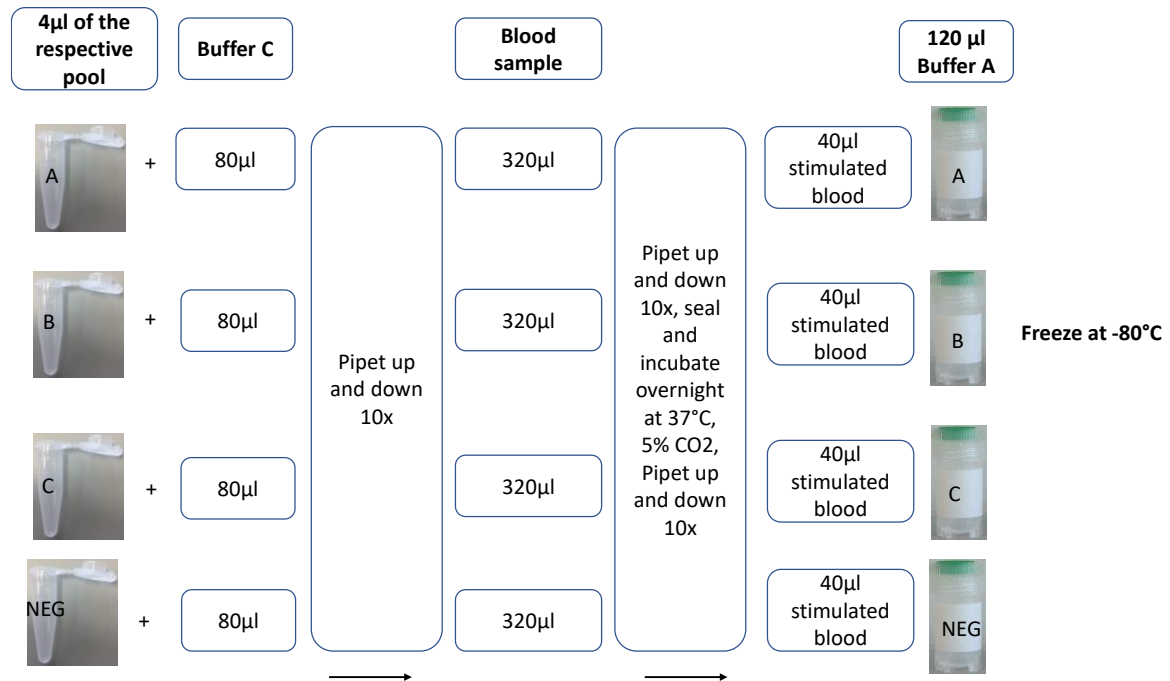 4µl of the
respective
pool
Buffer C
Blood
sample
120 µl
Buffer A
A
+
80µl
320µl
40µl
stimulated
blood
A
B
+
80µl
320µl
40µl
stimulated
blood
B
Pipet up
and down
10x
Pipet up
and down
10x, seal
and
incubate
overnight
at 37°C,
5% CO2,
Pipet up
and down
10x
Freeze at -80°C
C
+
80µl
320µl
40µl
stimulated
blood
C
NEG
+
80µl
320µl
40µl
stimulated
blood
NEG